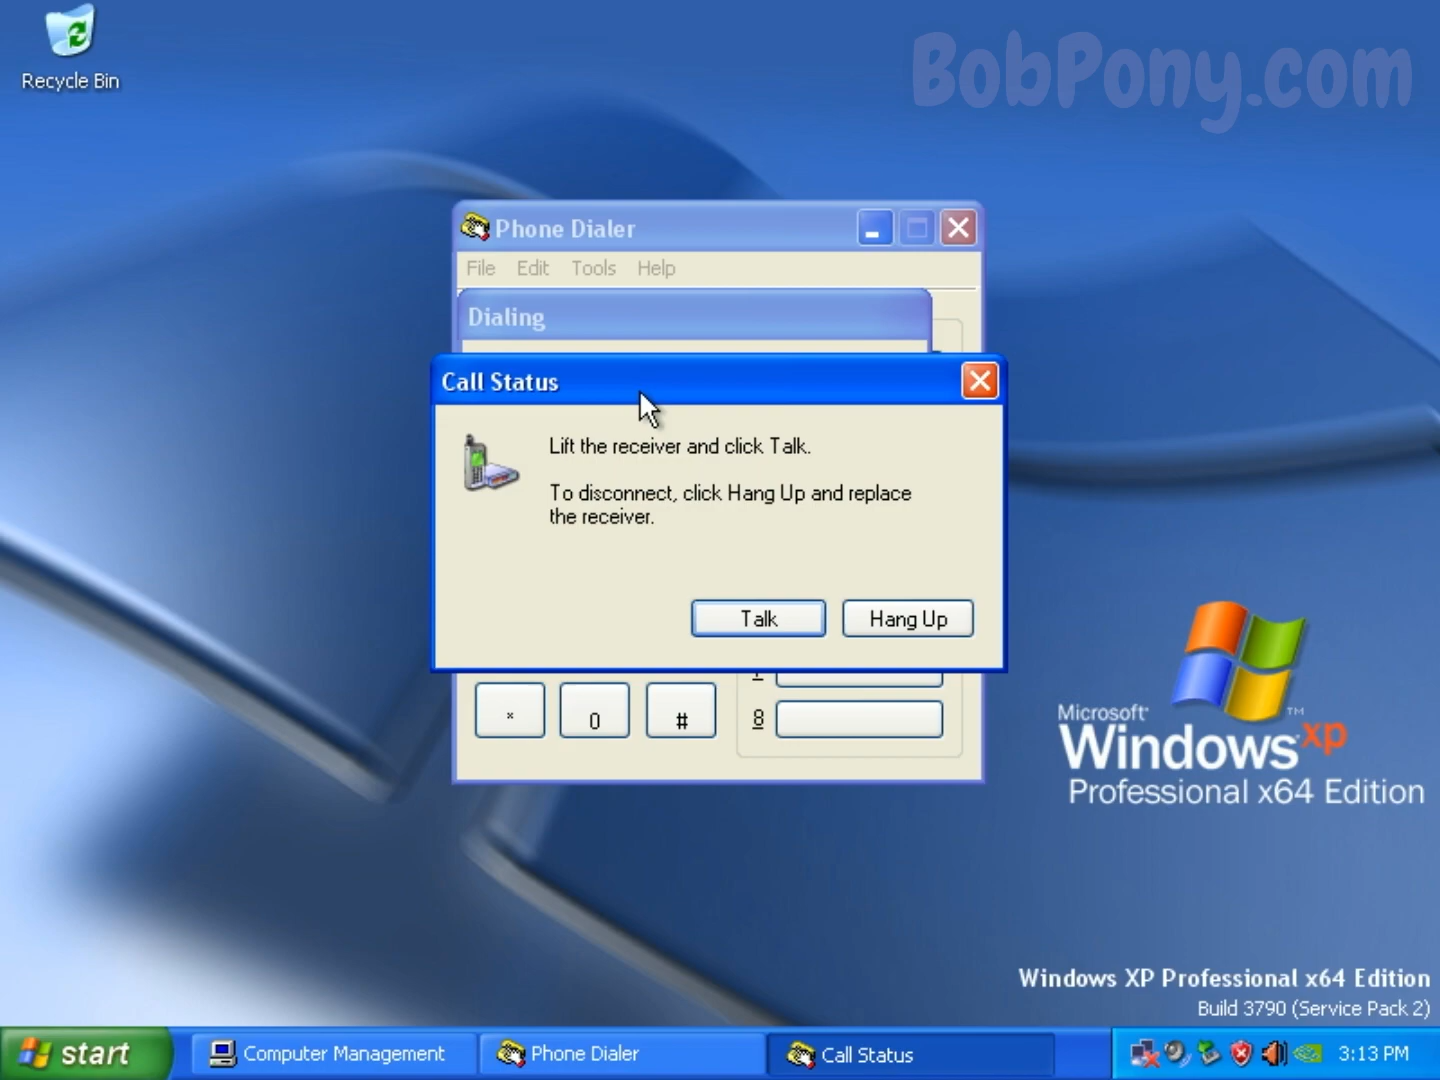 Recycle Bin
BobPony.com
Phone Dialer
File Edit Tools Help
Dialing
Call Status
Lift the receiver and click Talk.
To disconnect, click Hang Up and replace
the receiver.
Talk Hang Up
* 0 # 8
Microsoft
Windows xp
TM
Professional x64 Edition
Windows XP Professional x64 Edition
Build 3790 (Service Pack 2)
start Computer Management Phone Dialer Call Status 3:13 PM